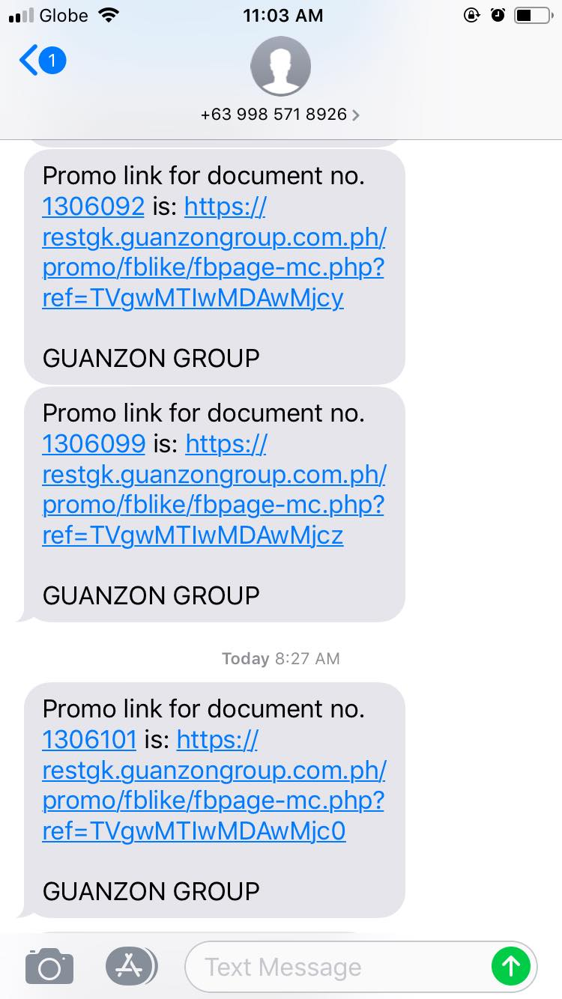 Globe 11:03 AM
1
+63 998 571 8926 >
Promo link for document no.
1306092 is: https://
restgk.guanzongroup.com.ph/
promo/fblike/fbpage-mc.php?
ref=TVgwMTIwMDAwMjcy
GUANZON GROUP
Promo link for document no.
1306099 is: https://
restgk.guanzongroup.com.ph/
promo/fblike/fbpage-mc.php?
ref=TVgwMTIwMDAwMjcz
GUANZON GROUP
Today 8:27 AM
Promo link for document no.
1306101 is: https://
restgk.guanzongroup.com.ph/
promo/fblike/fbpage-mc.php?
ref=TVgwMTIwMDAwMjc0
GUANZON GROUP
Text Message